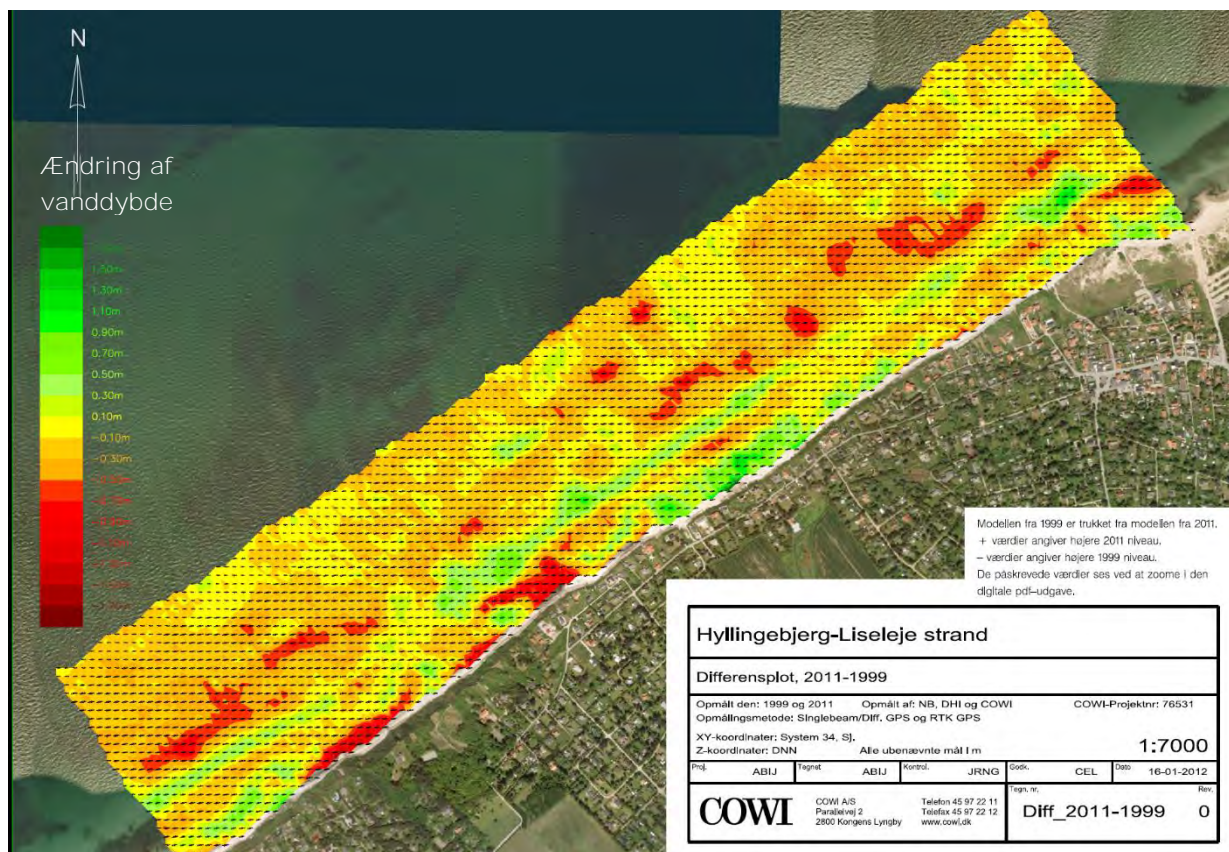 N
Ændring af
vanddybde
1.30m
1.10m
0.90m
0.70m
0.50m
0.30m
0.10m
-0.10m
-0.30m
Modellen fra 1999 er trukket fra modellen fra 2011.
+ værdier angiver højere 2011 niveau.
– værdier angiver højere 1999 niveau.
De påskrevede værdier ses ved at zoome i den
digitale pdf-udgave.
Hyllingebjerg-Liseleje strand
Differensplot, 2011-1999
Opmålt den: 1999 og 2011 Opmålt af: NB, DHI og COWI COWI-Projektnr: 76531
Opmålingsmetode: Singlebeam/Diff. GPS og RTK GPS
XY-koordinater: System 34, Sj.
Z-koordinater: DNN Alle ubenævnte mål i m 1:7000
Proj. ABIJ Tegnet ABIJ Kontrol. JRNG Godk. CEL Dato 16-01-2012
COWI
COWI A/S Telefon 45 97 22 11
Parallelvej 2 Telefax 45 97 22 12
2800 Kongens Lyngby www.cowi.dk
Tegn. nr. Rev.
Diff_2011-1999 0